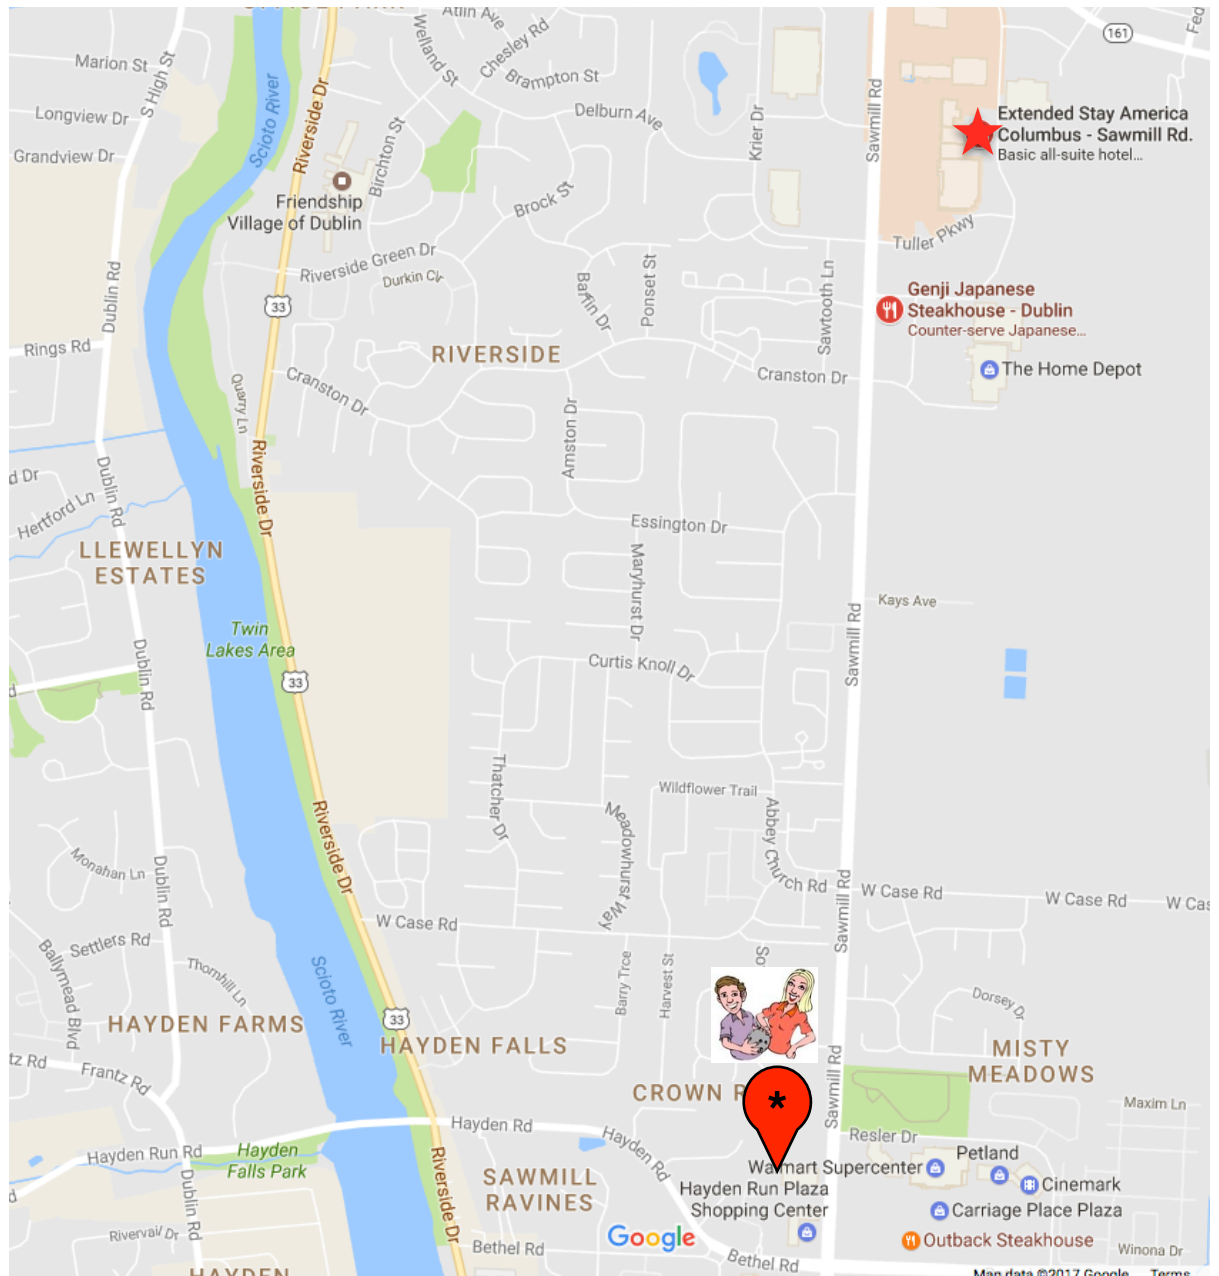 Atlin Ave
161
Marion St
S High St
Welland St
Chesley Rd
Brampton St
Longview Dr
Scioto River
Riverside Dr
Delburn Ave
Krier Dr
Sawmill Rd
Extended Stay America
Columbus - Sawmill Rd.
Basic all-suite hotel...
Grandview Dr
Birchton St
Friendship
Village of Dublin
Brock St
Tuller Pkwy
Riverside Green Dr
Durkin Ct
Dublin Rd
33
Barfin Dr
Ponset St
Sawtooth Ln
Genji Japanese
Steakhouse - Dublin
Counter-serve Japanese...
Rings Rd
RIVERSIDE
Quarry Ln
Cranston Dr
Cranston Dr
The Home Depot
Amston Dr
Riverside Dr
d Dr
Hertford Ln
Dublin Rd
Essington Dr
LLEWELLYN
ESTATES
Maryhurst Dr
Kays Ave
Sawmill Rd
Twin
Lakes Area
Dublin Rd
Curtis Knoll Dr
33
Thatcher Dr
Wildflower Trail
Meadowhurst Way
Abbey Church Rd
Riverside Dr
Monahan Ln
Dublin Rd
Sawmill Rd
W Case Rd
W Case Rd
W Cas
W Case Rd
Settlers Rd
Ballymead Blvd
Thornhill Ln
Scioto River
Barry Trce
Harvest St
Dorsey Dr
HAYDEN FARMS
33
HAYDEN FALLS
MISTY
MEADOWS
tz Rd
Frantz Rd
Sawmill Rd
CROWN R
*
Maxim Ln
Hayden Rd
Hayden Rd
Resler Dr
Hayden Run Rd
Hayden
Falls Park
Riverside Dr
Walmart Supercenter
Petland
SAWMILL
RAVINES
Hayden Run Plaza
Shopping Center
Cinemark
Carriage Place Plaza
Dublin Rd
Rivervail Dr
Google
Outback Steakhouse
Bethel Rd
Bethel Rd
Winona Dr
HAYDEN
Map data ©2017 Google
Terms